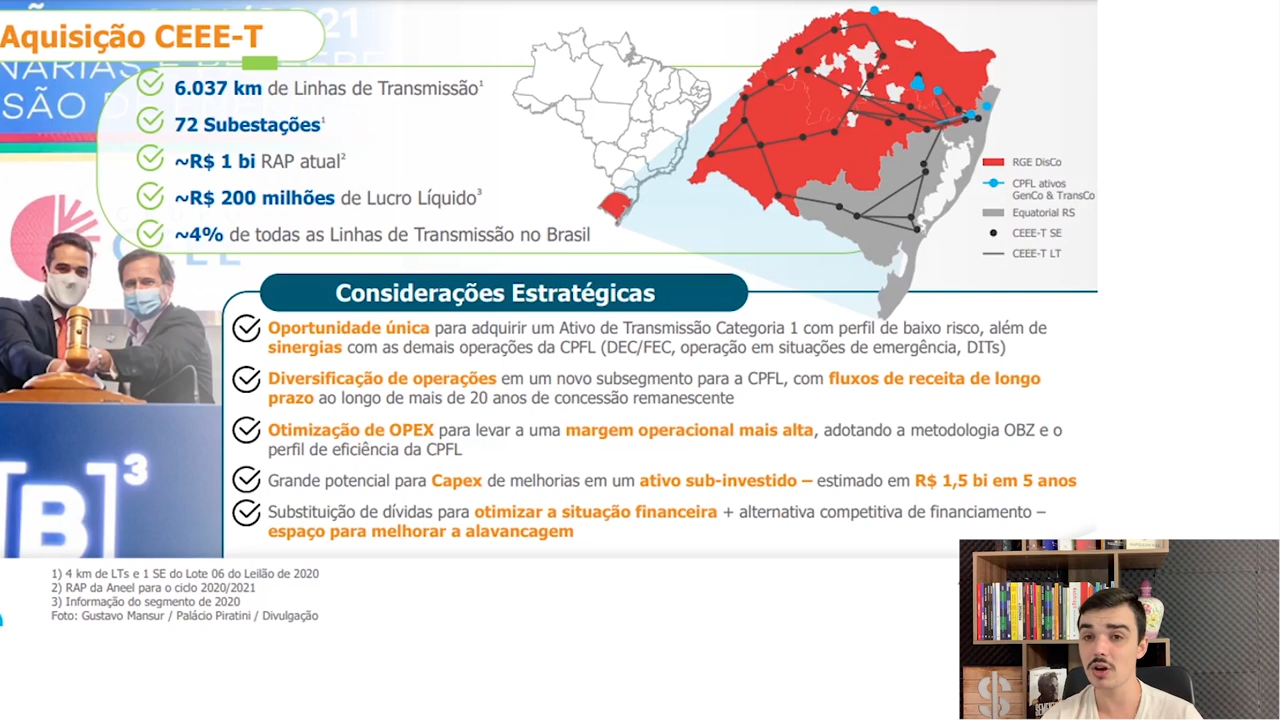 Aquisição CEEE-T
6.037 km de Linhas de Transmissão¹
72 Subestações¹
~R$ 1 bi RAP atual²
~R$ 200 milhões de Lucro Líquido³
~4% de todas as Linhas de Transmissão no Brasil
RGE DisCo
CPFL ativos
GenCo & TransCo
Equatorial RS
CEEE-T SE
CEEE-T LT
Considerações Estratégicas
Oportunidade única para adquirir um Ativo de Transmissão Categoria 1 com perfil de baixo risco, além de
sinergias com as demais operações da CPFL (DEC/FEC, operação em situações de emergência, DITs)
Diversificação de operações em um novo subsegmento para a CPFL, com fluxos de receita de longo
prazo ao longo de mais de 20 anos de concessão remanescente
Otimização de OPEX para levar a uma margem operacional mais alta, adotando a metodologia OBZ e o
perfil de eficiência da CPFL
Grande potencial para Capex de melhorias em um ativo sub-investido – estimado em R$ 1,5 bi em 5 anos
Substituição de dívidas para otimizar a situação financeira + alternativa competitiva de financiamento –
espaço para melhorar a alavancagem
[B]³
1) 4 km de LTs e 1 SE do Lote 06 do Leilão de 2020
2) RAP da Aneel para o ciclo 2020/2021
3) Informação do segmento de 2020
Foto: Gustavo Mansur / Palácio Piratini / Divulgação